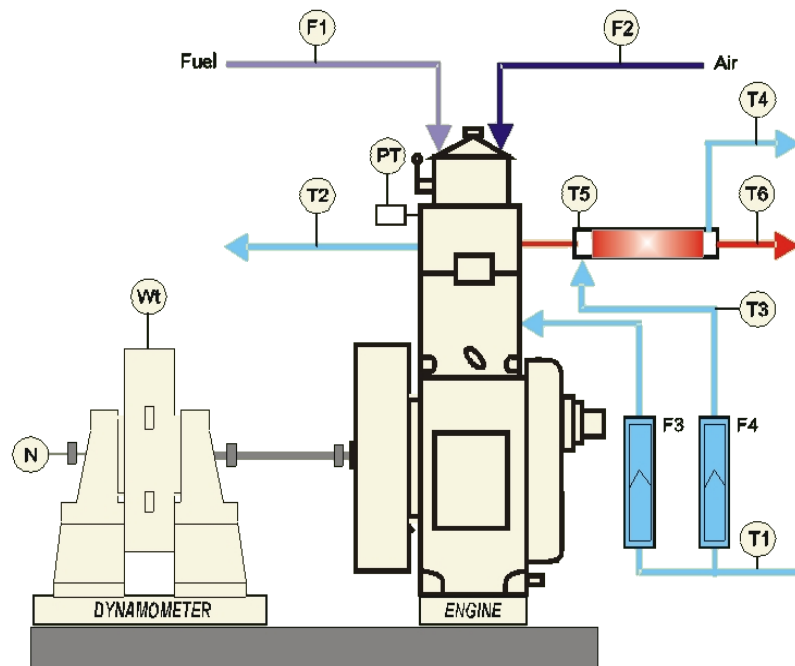 F1
F2
Fuel
Air
T4
PT
T2
T5
T6
Wt
T3
F3
F4
N
T1
DYNAMOMETER
ENGINE